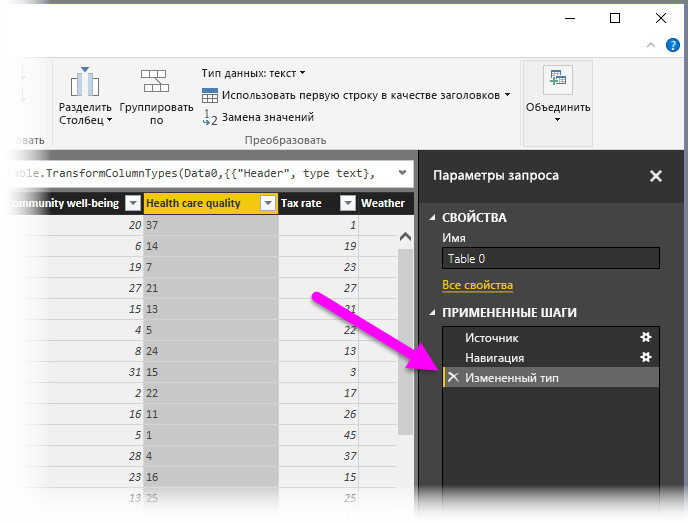 Тип данных: текст
Разделить Столбец
Группировать по
Использовать первую строку в качестве заголовков
Замена значений
Объединить
Преобразовать
able.TransformColumnTypes(Data0,{{"Header", type text},
Параметры запроса
ommunity well-being Health care quality Tax rate Weather
20 37 1
6 14 19
19 7 23
27 21 27
15 13 21
4 5 22
8 24 13
31 15 3
2 22 17
16 11 26
5 1 45
28 4 37
23 16 15
13 25 25
СВОЙСТВА
Имя
Table 0
Все свойства
ПРИМЕНЕННЫЕ ШАГИ
Источник
Навигация
Измененный тип